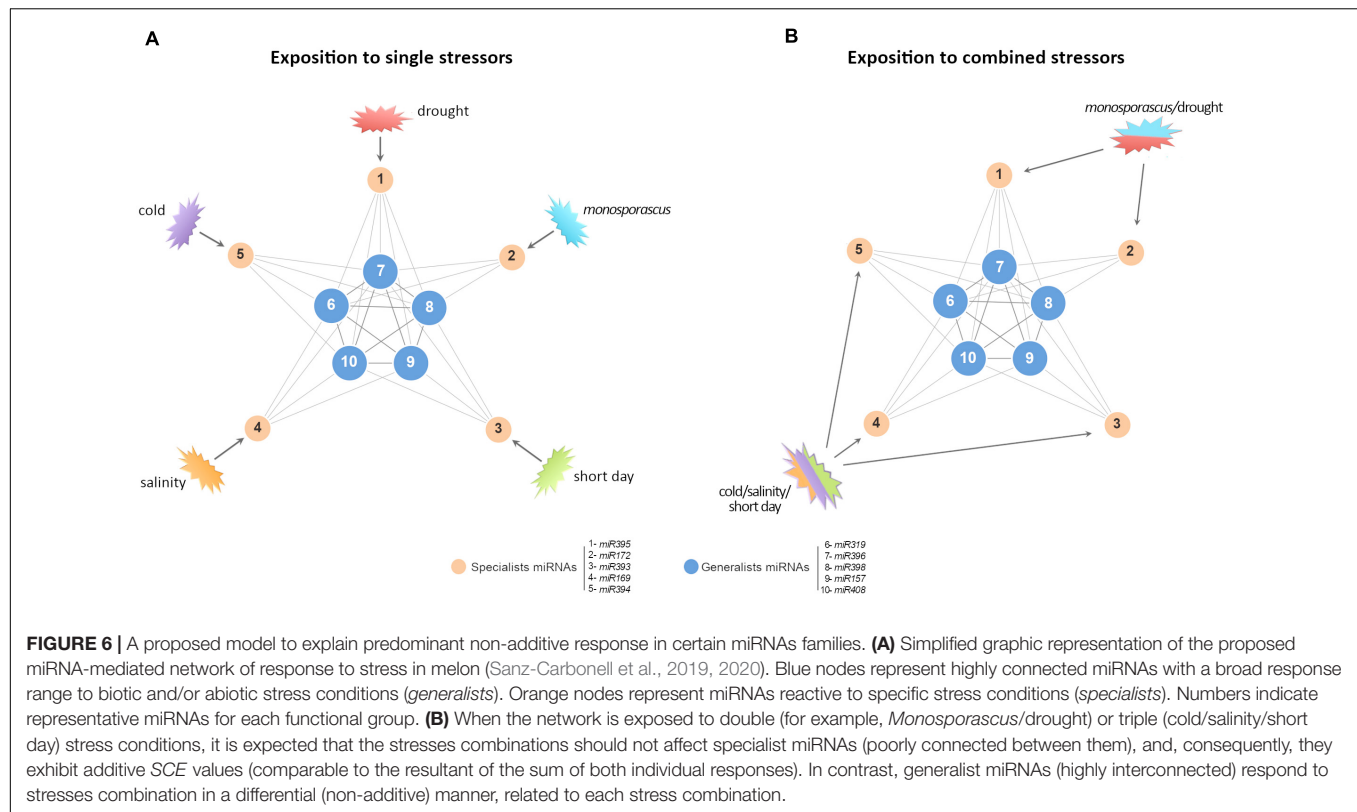 A
Exposition to single stressors
drought
cold
monosporascus
1
5
2
7
6
8
10
9
4
3
salinity
short day
B
Exposition to combined stressors
monosporascus/drought
1
5
2
7
6
8
10
9
4
3
cold/salinity/
short day
Specialists miRNAs
1- miR395
2- miR172
3- miR393
4- miR169
5- miR394
Generalists miRNAs
6- miR319
7- miR396
8- miR398
9- miR157
10- miR408
FIGURE 6 | A proposed model to explain predominant non-additive response in certain miRNAs families. (A) Simplified graphic representation of the proposed
miRNA-mediated network of response to stress in melon (Sanz-Carbonell et al., 2019, 2020). Blue nodes represent highly connected miRNAs with a broad response
range to biotic and/or abiotic stress conditions (generalists). Orange nodes represent miRNAs reactive to specific stress conditions (specialists). Numbers indicate
representative miRNAs for each functional group. (B) When the network is exposed to double (for example, Monosporascus/drought) or triple (cold/salinity/short
day) stress conditions, it is expected that the stresses combinations should not affect specialist miRNAs (poorly connected between them), and, consequently, they
exhibit additive SCE values (comparable to the resultant of the sum of both individual responses). In contrast, generalist miRNAs (highly interconnected) respond to
stresses combination in a differential (non-additive) manner, related to each stress combination.